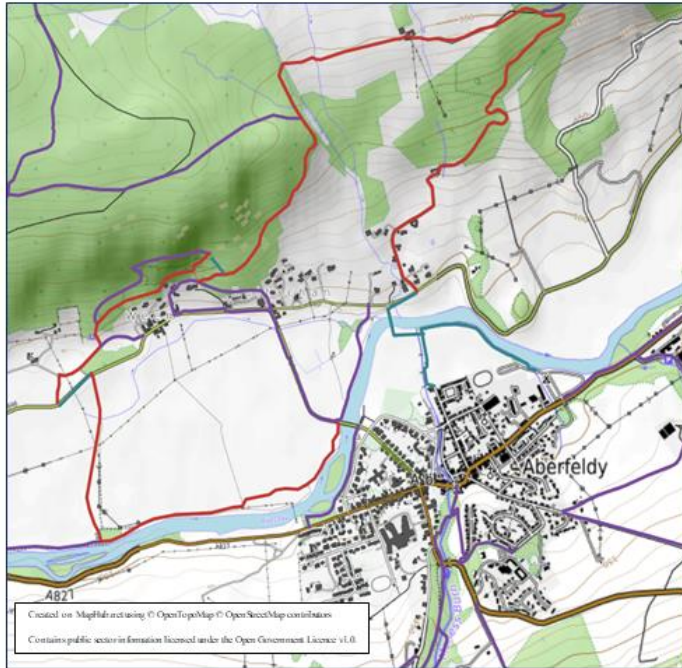 Aberfeldy
A827
A821
Created on MapHub.net using © OpenTopoMap © OpenStreetMap contributors
Contains public sector information licensed under the Open Government Licence v1.0.